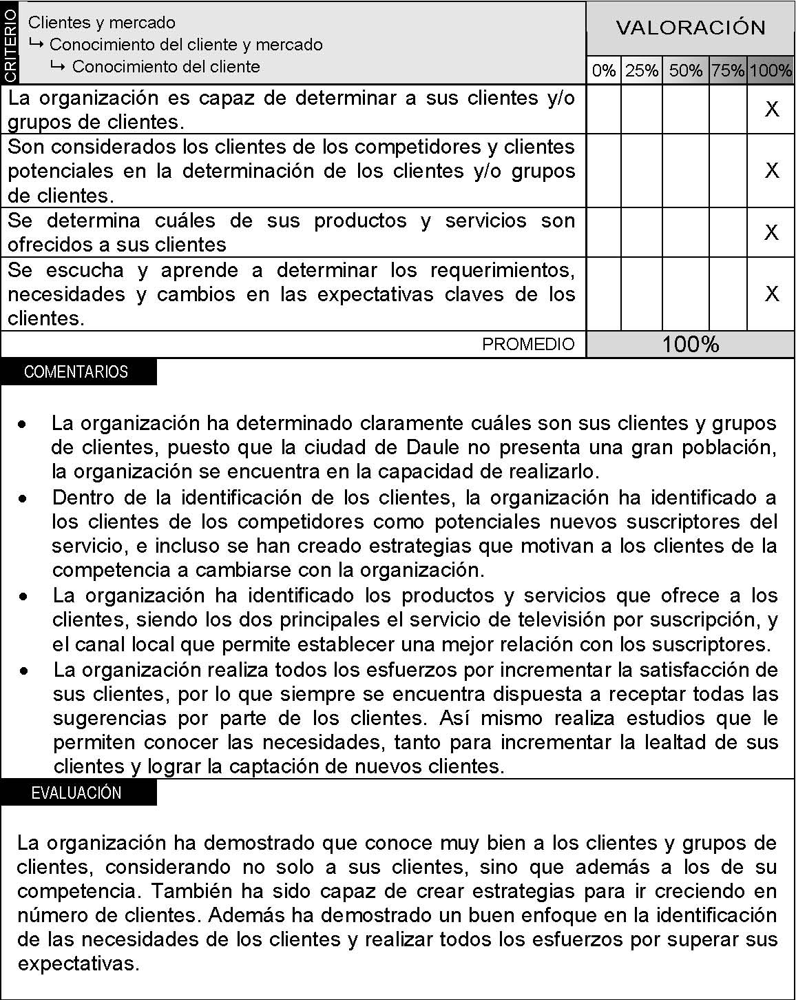 CRITERIO
Clientes y mercado
↳ Conocimiento del cliente y mercado
↳ Conocimiento del cliente
VALORACIÓN
0% 25% 50% 75% 100%
La organización es capaz de determinar a sus clientes y/o
grupos de clientes.
X
Son considerados los clientes de los competidores y clientes
potenciales en la determinación de los clientes y/o grupos
de clientes.
X
Se determina cuáles de sus productos y servicios son
ofrecidos a sus clientes
X
Se escucha y aprende a determinar los requerimientos,
necesidades y cambios en las expectativas claves de los
clientes.
X
PROMEDIO 100%
COMENTARIOS
• La organización ha determinado claramente cuáles son sus clientes y grupos
de clientes, puesto que la ciudad de Daule no presenta una gran población,
la organización se encuentra en la capacidad de realizarlo.
• Dentro de la identificación de los clientes, la organización ha identificado a
los clientes de los competidores como potenciales nuevos suscriptores del
servicio, e incluso se han creado estrategias que motivan a los clientes de la
competencia a cambiarse con la organización.
• La organización ha identificado los productos y servicios que ofrece a los
clientes, siendo los dos principales el servicio de televisión por suscripción, y
el canal local que permite establecer una mejor relación con los suscriptores.
• La organización realiza todos los esfuerzos por incrementar la satisfacción de
sus clientes, por lo que siempre se encuentra dispuesta a receptar todas las
sugerencias por parte de los clientes. Así mismo realiza estudios que le
permiten conocer las necesidades, tanto para incrementar la lealtad de sus
clientes y lograr la captación de nuevos clientes.
EVALUACIÓN
La organización ha demostrado que conoce muy bien a los clientes y grupos de
clientes, considerando no solo a sus clientes, sino que además a los de su
competencia. También ha sido capaz de crear estrategias para ir creciendo en
número de clientes. Además ha demostrado un buen enfoque en la identificación
de las necesidades de los clientes y realizar todos los esfuerzos por superar sus
expectativas.